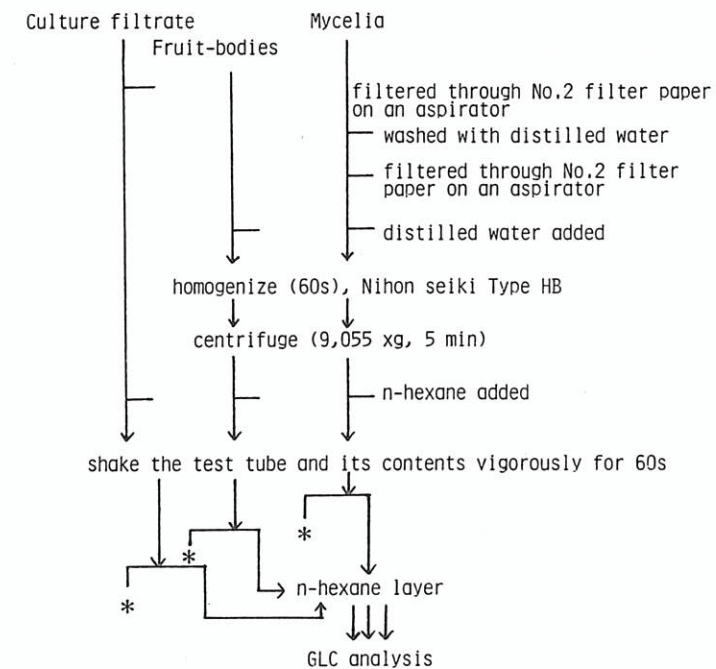 Culture filtrate
Mycelia
Fruit-bodies
filtered through No.2 filter paper
on an aspirator
washed with distilled water
filtered through No.2 filter
paper on an aspirator
distilled water added
homogenize (60s), Nihon seiki Type HB
centrifuge (9,055 xg, 5 min)
n-hexane added
shake the test tube and its contents vigorously for 60s
*
*
*
n-hexane layer
GLC analysis